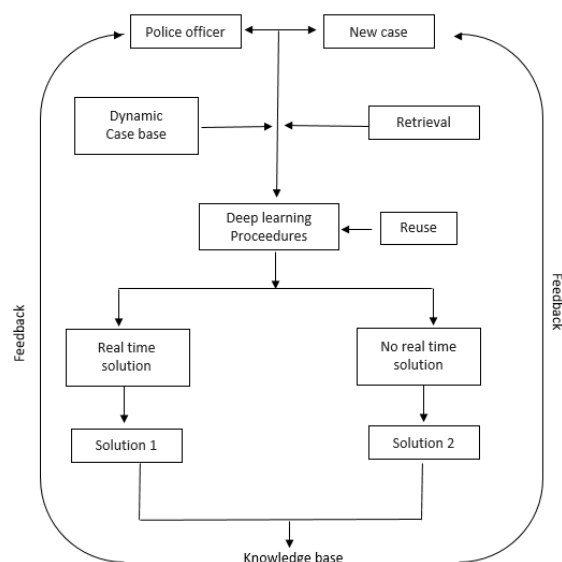 Police officer
New case
Dynamic
Case base
Retrieval
Deep learning
Proceedures
Reuse
Feedback
Feedback
Real time
solution
No real time
solution
Solution 1
Solution 2
Knowledge base